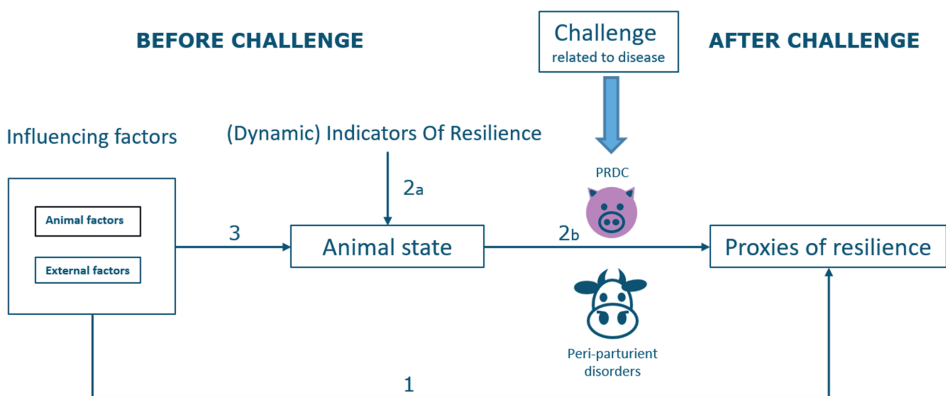 BEFORE CHALLENGE
Challenge
related to disease
AFTER CHALLENGE
Influencing factors
(Dynamic) Indicators Of Resilience
PRDC
2a
Animal factors
3
Animal state
2b
Proxies of resilience
External factors
Peri-parturient
disorders
1